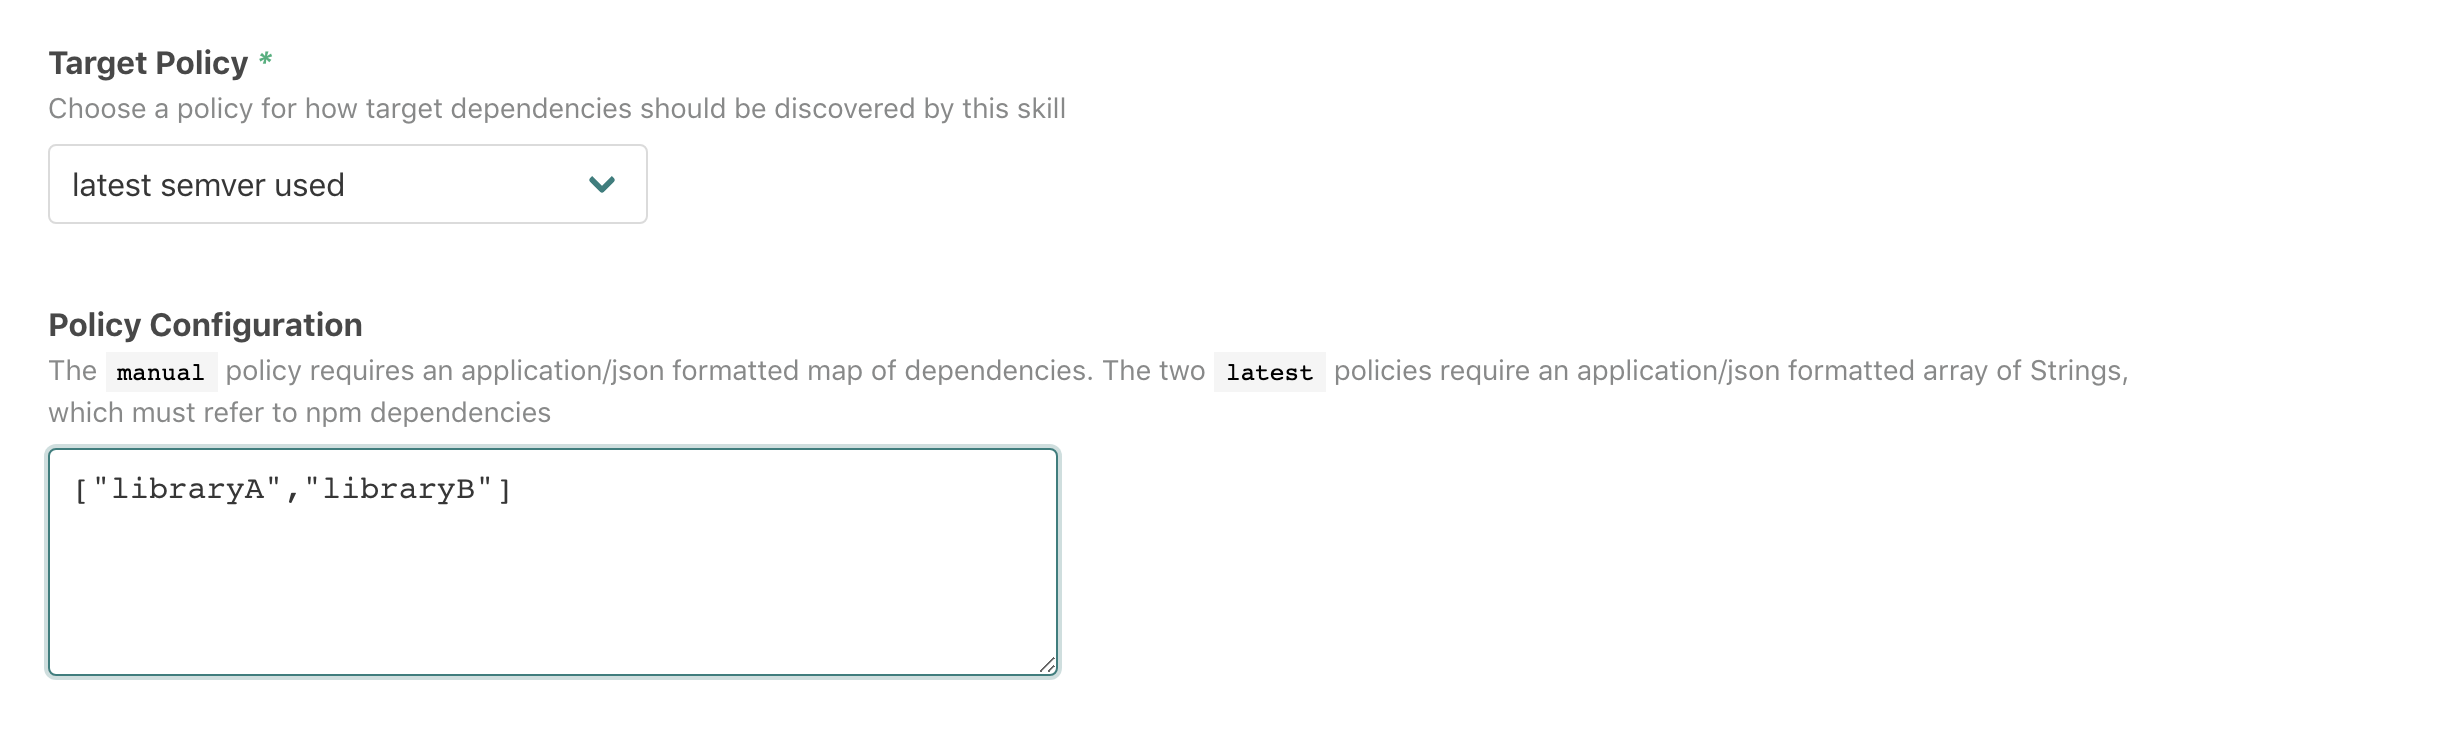 Target Policy *
Choose a policy for how target dependencies should be discovered by this skill
latest semver used
Policy Configuration
The manual policy requires an application/json formatted map of dependencies. The two latest policies require an application/json formatted array of Strings,
which must refer to npm dependencies
["libraryA","libraryB"]